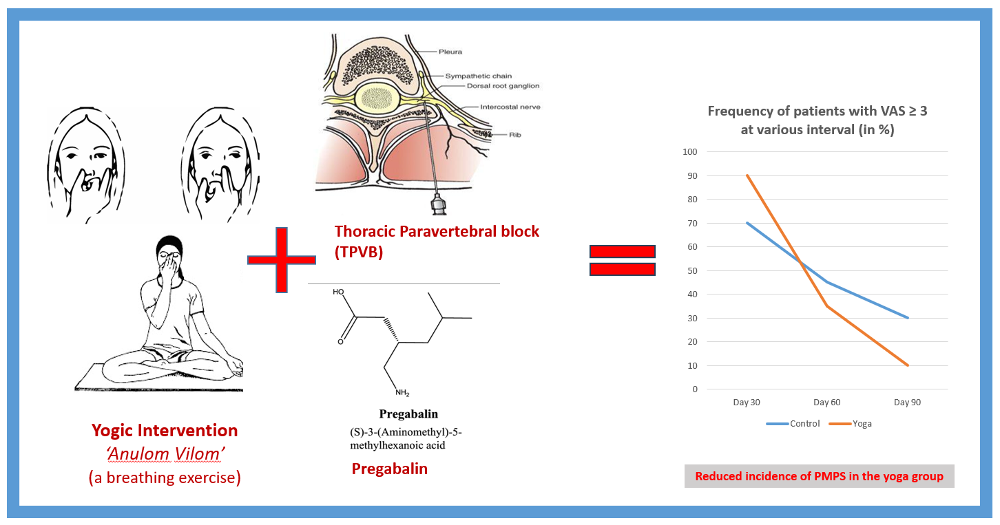 Pleura
Sympathetic chain
Dorsal root ganglion
Intercostal nerve
Rib
Thoracic Paravertebral block
(TPVB)
HO
O
NH₂
Pregabalin
(S)-3-(Aminomethyl)-5-
methylhexanoic acid
Pregabalin
Yogic Intervention
‘Anulom Vilom’
(a breathing exercise)
Frequency of patients with VAS ≥ 3
at various interval (in %)
100
90
80
70
60
50
40
30
20
10
0
Day 30 Day 60 Day 90
Control Yoga
Reduced incidence of PMPS in the yoga group